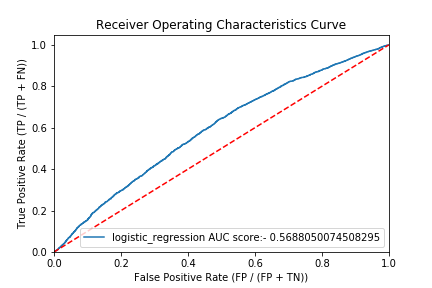 Receiver Operating Characteristics Curve
True Positive Rate (TP / (TP + FN))
1.0
0.8
0.6
0.4
0.2
0.0
logistic_regression AUC score:- 0.5688050074508295
0.0 0.2 0.4 0.6 0.8 1.0
False Positive Rate (FP / (FP + TN))